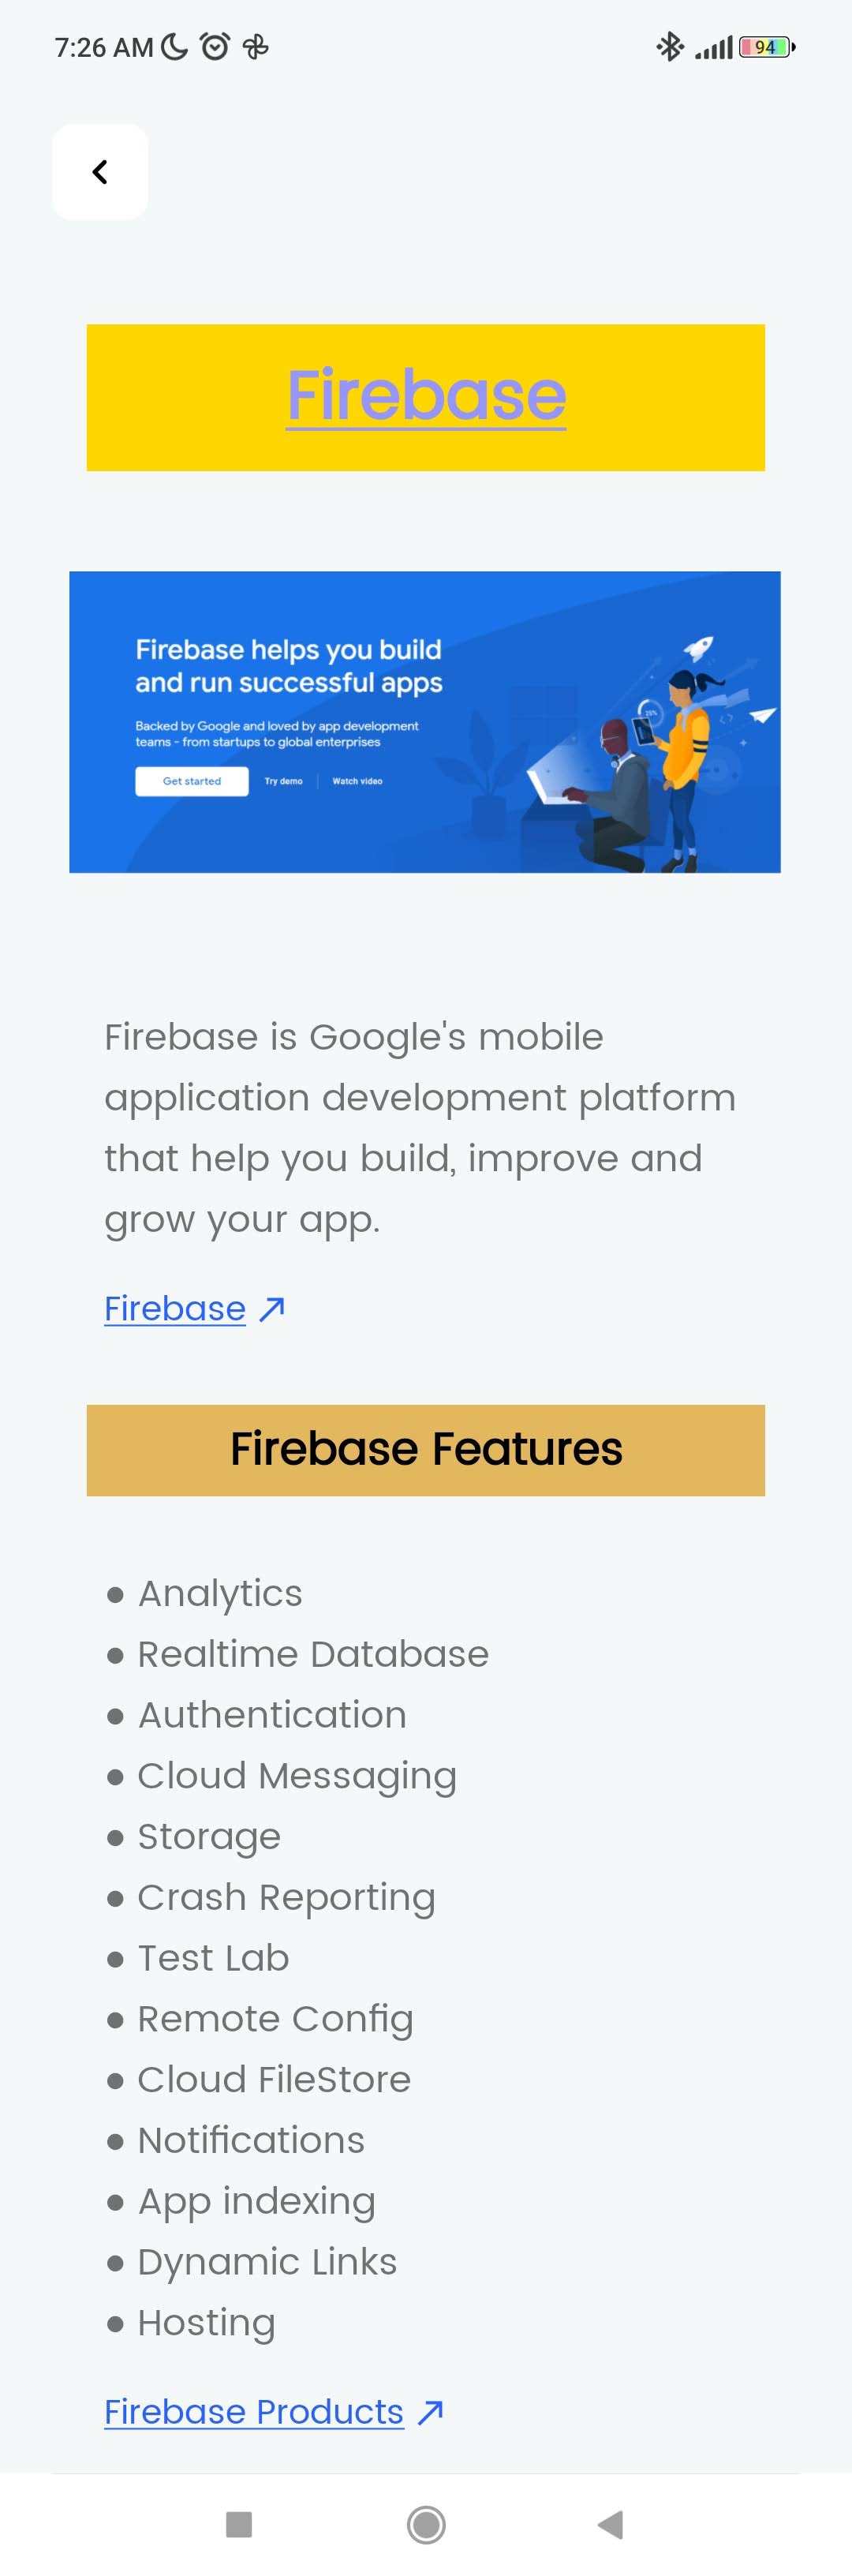 7:26 AM
94
Firebase
Firebase helps you build
and run successful apps
Backed by Google and loved by app development
teams - from startups to global enterprises
Get started Try demo Watch video
25%
Firebase is Google's mobile
application development platform
that help you build, improve and
grow your app.
Firebase
Firebase Features
● Analytics
● Realtime Database
● Authentication
● Cloud Messaging
● Storage
● Crash Reporting
● Test Lab
● Remote Config
● Cloud FileStore
● Notifications
● App indexing
● Dynamic Links
● Hosting
Firebase Products